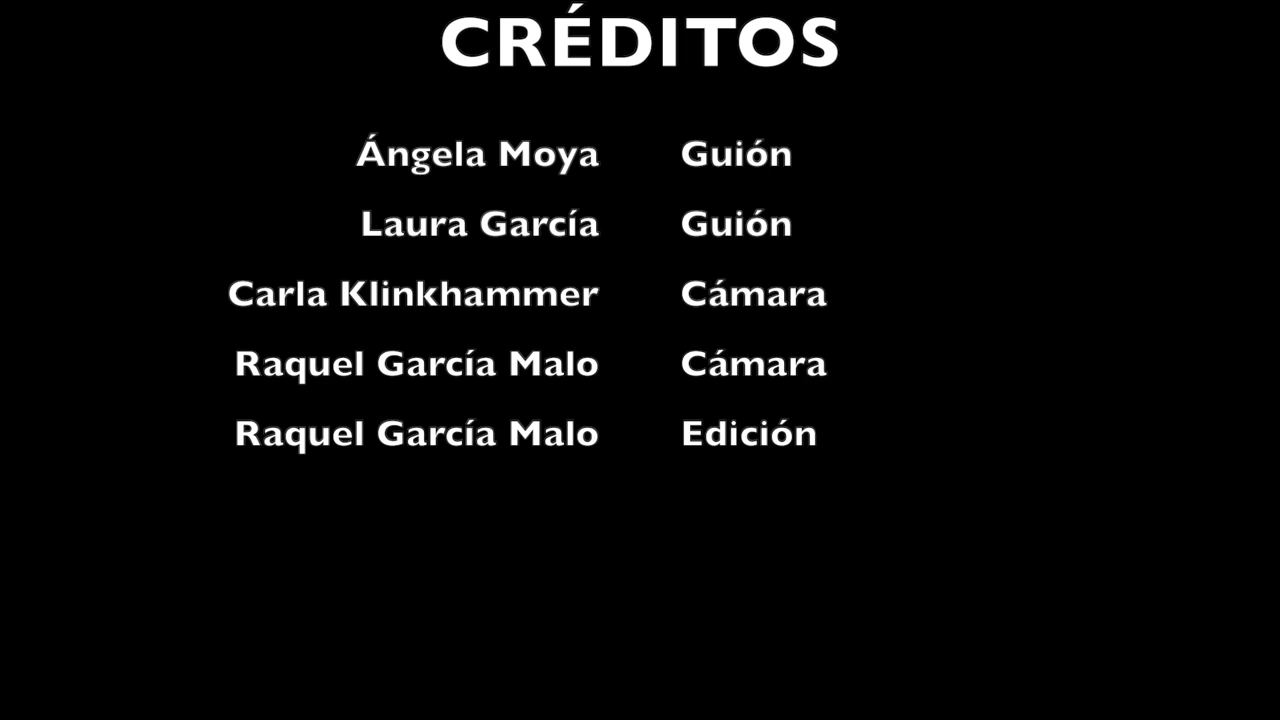 CRÉDITOS
Ángela Moya Guión
Laura García Guión
Carla Klinkhammer Cámara
Raquel García Malo Cámara
Raquel García Malo Edición